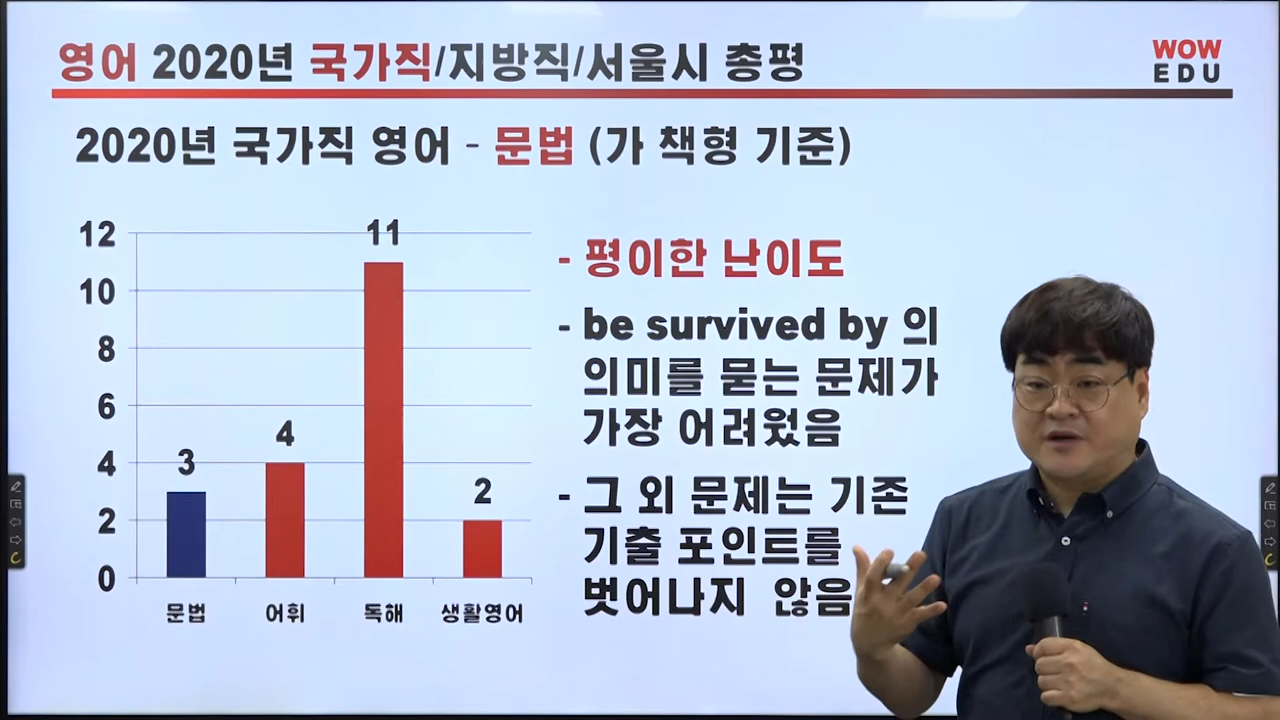 영어 2020년 국가직/지방직/서울시 총평
WOW
EDU
2020년 국가직 영어 - 문법 (가 책형 기준)
12
10
8
6
4
2
0
3
4
11
2
문법 어휘 독해 생활영어
- 평이한 난이도
- be survived by 의
의미를 묻는 문제가
가장 어려웠음
- 그 외 문제는 기존
기출 포인트를
벗어나지 않음